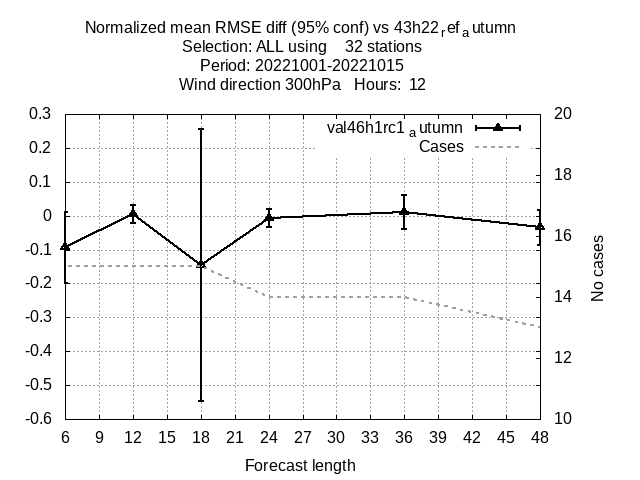 Normalized mean RMSE diff (95% conf) vs 43h22ᵣefₐutumn
Selection: ALL using    32 stations
Period: 20221001-20221015
Wind direction 300hPa   Hours:  12
0.3
0.2
0.1
0
-0.1
-0.2
-0.3
-0.4
-0.5
-0.6
val46h1rc1ₐutumn
Cases
20
18
16
14
12
10
No cases
6 9 12 15 18 21 24 27 30 33 36 39 42 45 48
Forecast length